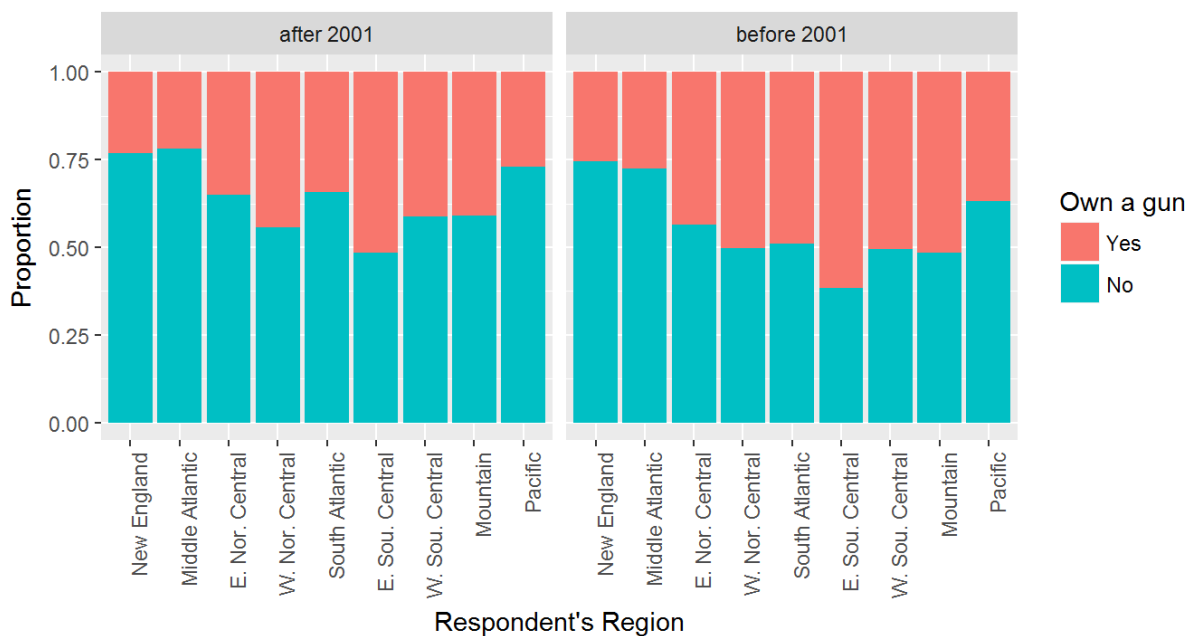 after 2001
before 2001
Proportion
1.00
0.75
0.50
0.25
0.00
New England
Middle Atlantic
E. Nor. Central
W. Nor. Central
South Atlantic
E. Sou. Central
W. Sou. Central
Mountain
Pacific
New England
Middle Atlantic
E. Nor. Central
W. Nor. Central
South Atlantic
E. Sou. Central
W. Sou. Central
Mountain
Pacific
Respondent's Region
Own a gun
Yes
No